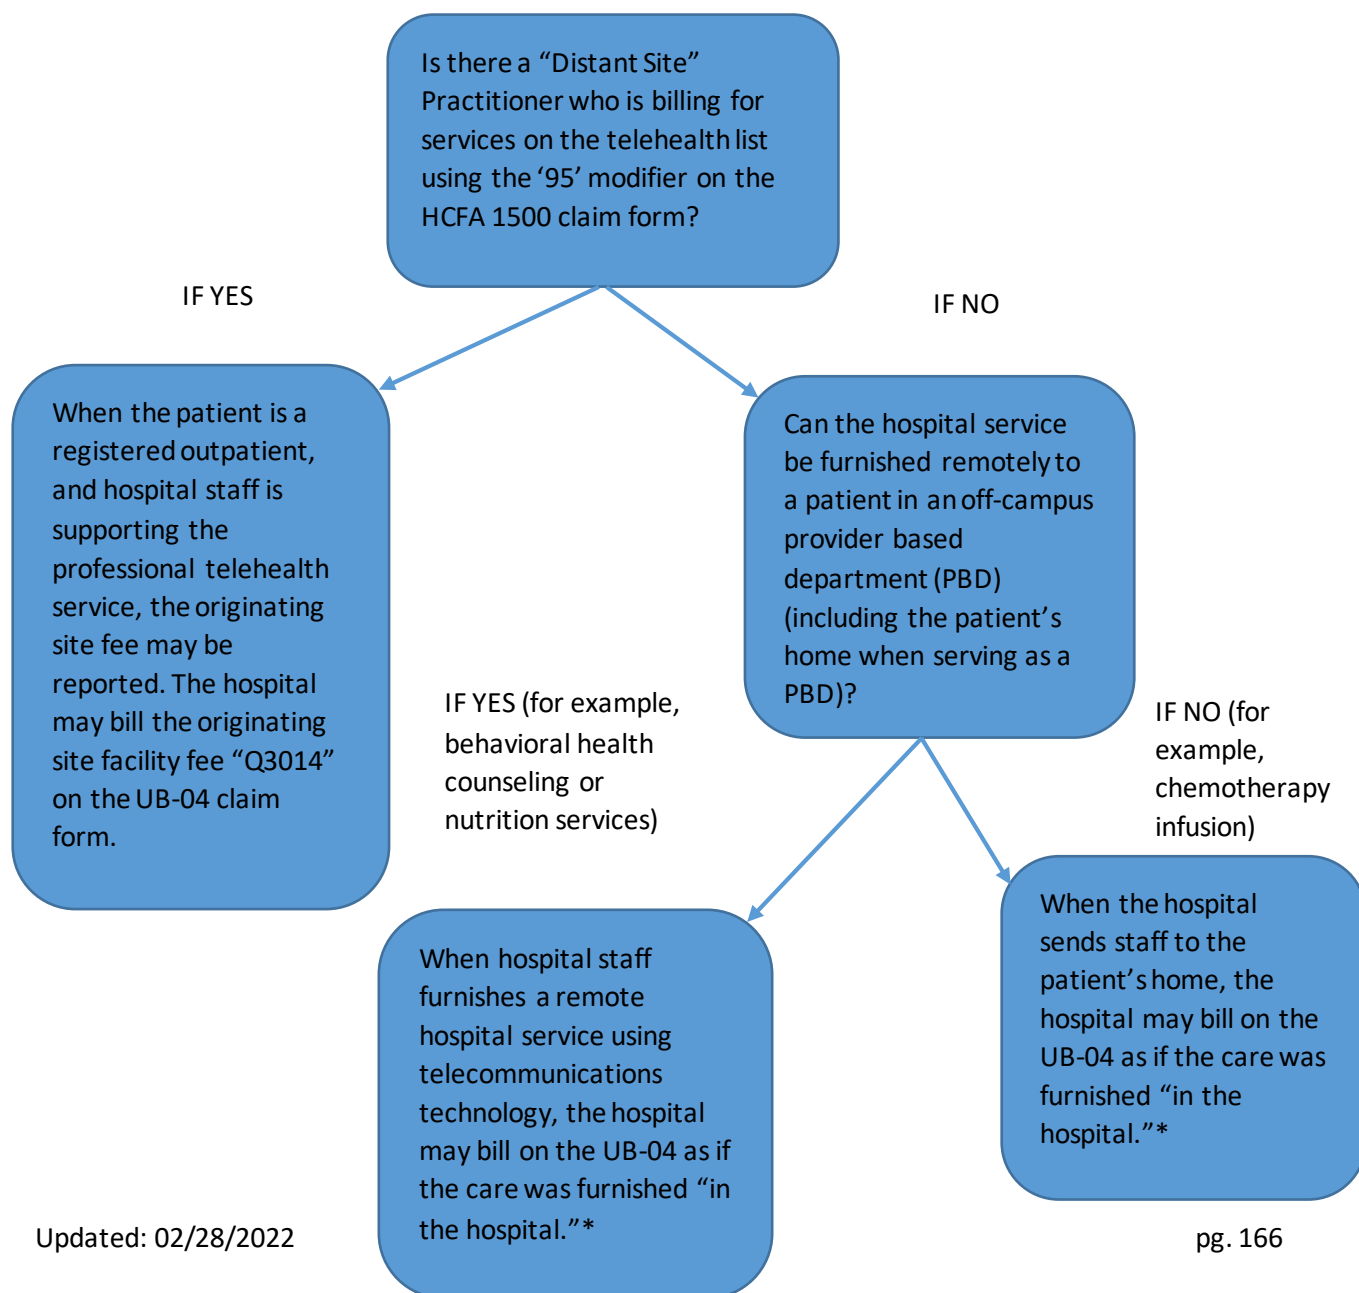 Is there a “Distant Site”
Practitioner who is billing for
services on the telehealth list
using the ‘95’ modifier on the
HCFA 1500 claim form?
IF YES
IF NO
When the patient is a
registered outpatient,
and hospital staff is
supporting the
professional telehealth
service, the originating
site fee may be
reported. The hospital
may bill the originating
site facility fee “Q3014”
on the UB-04 claim
form.
Can the hospital service
be furnished remotely to
a patient in an off-campus
provider based
department (PBD)
(including the patient’s
home when serving as a
PBD)?
IF YES (for example,
behavioral health
counseling or
nutrition services)
IF NO (for
example,
chemotherapy
infusion)
When hospital staff
furnishes a remote
hospital service using
telecommunications
technology, the hospital
may bill on the UB-04 as if
the care was furnished “in
the hospital.”*
When the hospital
sends staff to the
patient’s home, the
hospital may bill on the
UB-04 as if the care was
furnished “in the
hospital.”*
Updated: 02/28/2022
pg. 166